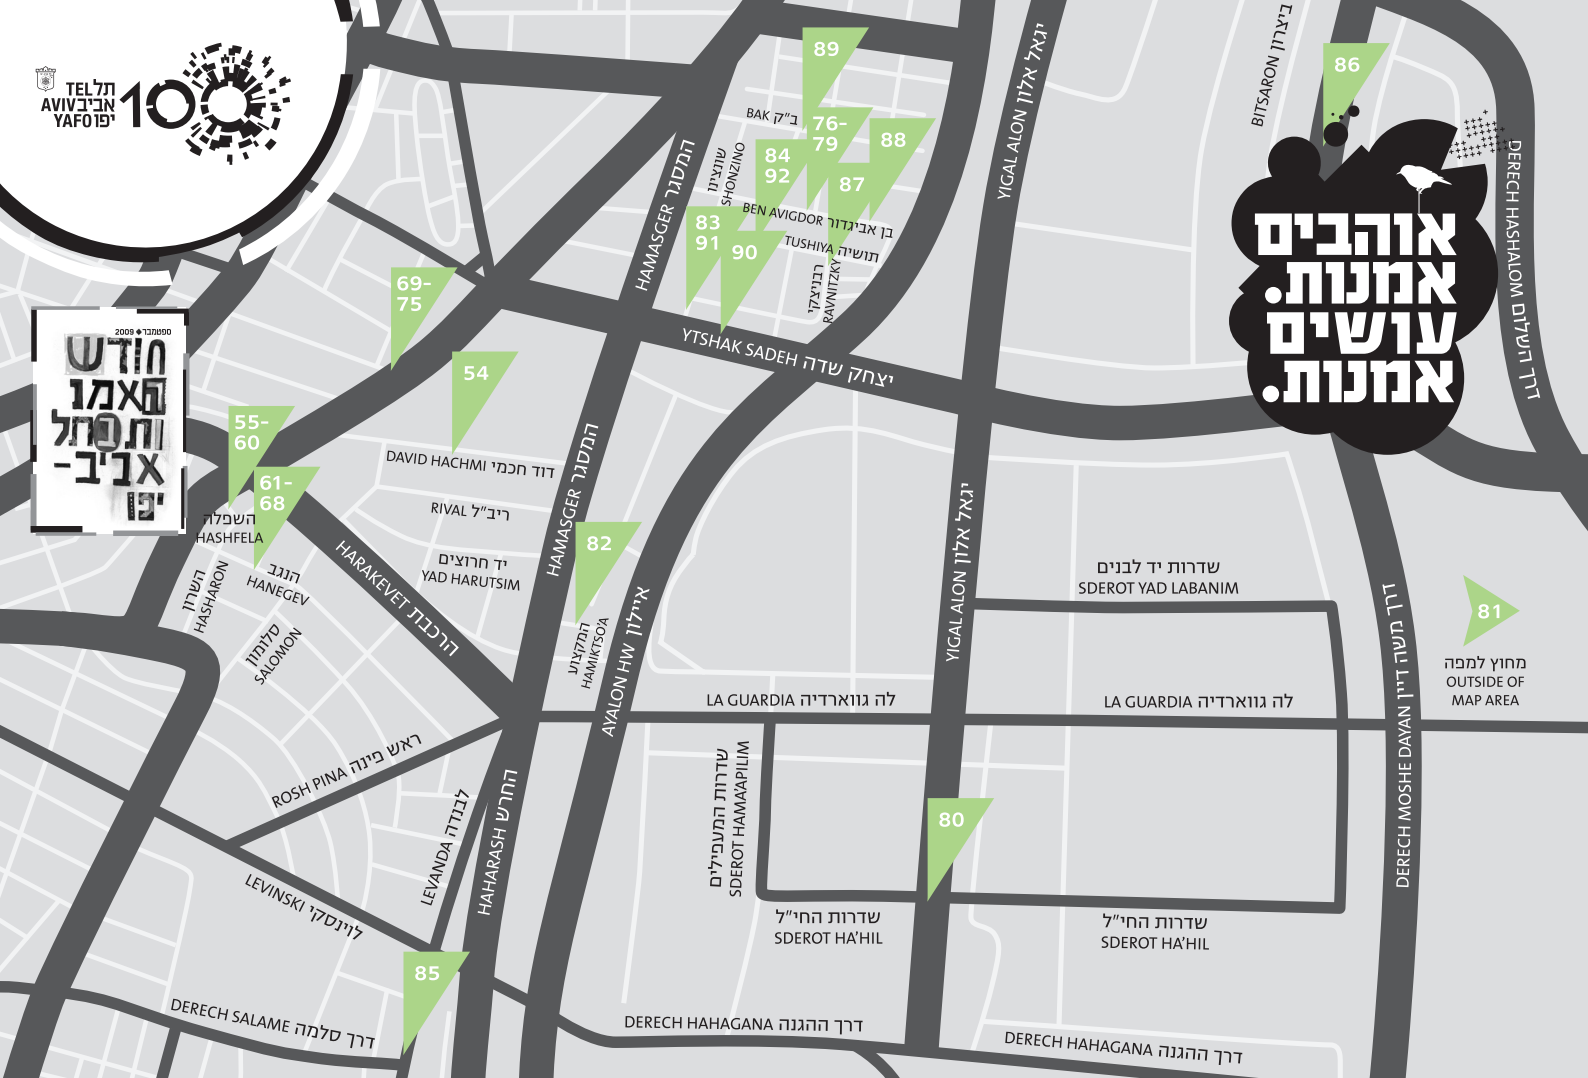 תל TEL
אביב AVIV
יפו YAFO
100
ספטמבר 2009
חודש
האמנו
ות בתל
אביב-
יפו
אוהבים
אמנות.
עושים
אמנות.
89
86
76-
79
88
84
92
87
83
91
90
69-
75
54
55-
60
61-
68
82
81
80
85
BAK ב"ק
שונצינו
SHONZINO
BEN AVIGDOR בן אביגדור
TUSHIYA תושיה
רבניצקי
RAVNITZKY
HAMASGER המסגר
YIGAL ALON יגאל אלון
BITSARON ביצרון
DERECH HASHALOM דרך השלום
YTSHAK SADEH יצחק שדה
DAVID HACHMI דוד חכמי
RIVAL ריב"ל
יד חרוצים
YAD HARUTSIM
HAMASGER המסגר
השפלה
HASHFELA
השרון
HASHARON
הנגב
HANEGEV
סלומון
SALOMON
HARAKEVET הרכבת
המקצוע
HAMIKTSO'A
AYALON HW איילון
YIGAL ALON יגאל אלון
שדרות יד לבנים
SDEROT YAD LABANIM
DERECH MOSHE DAYAN דרך משה דיין
מחוץ למפה
OUTSIDE OF
MAP AREA
LA GUARDIA לה גווארדיה
LA GUARDIA לה גווארדיה
ROSH PINA ראש פינה
LEVANDA לבנדה
HAHARASH החרש
LEVINSKI לוינסקי
שדרות המעפילים
SDEROT HAMA'APILIM
שדרות החי"ל
SDEROT HA'HIL
שדרות החי"ל
SDEROT HA'HIL
DERECH SALAME דרך סלמה
DERECH HAHAGANA דרך ההגנה
DERECH HAHAGANA דרך ההגנה